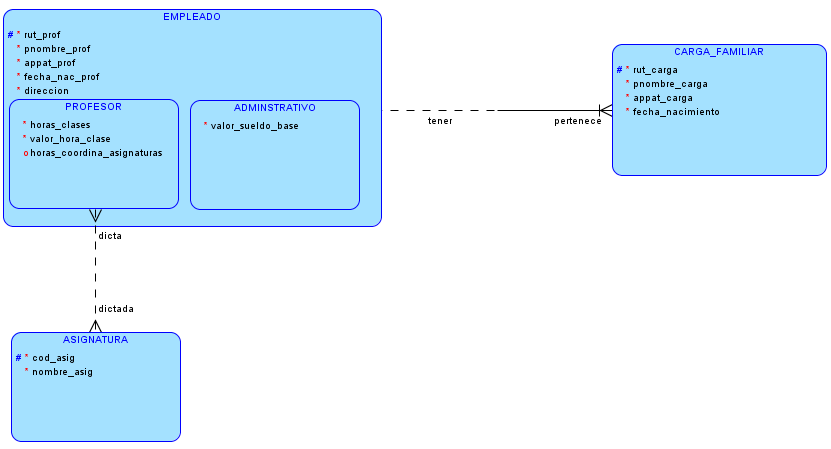 EMPLEADO
# * rut_prof
* pnombre_prof
* appat_prof
* fecha_nac_prof
* direccion
PROFESOR
* horas_clases
* valor_hora_clase
o horas_coordina_asignaturas
ADMINSTRATIVO
* valor_sueldo_base
tener
pertenece
CARGA_FAMILIAR
# * rut_carga
* pnombre_carga
* appat_carga
* fecha_nacimiento
dicta
dictada
ASIGNATURA
# * cod_asig
* nombre_asig